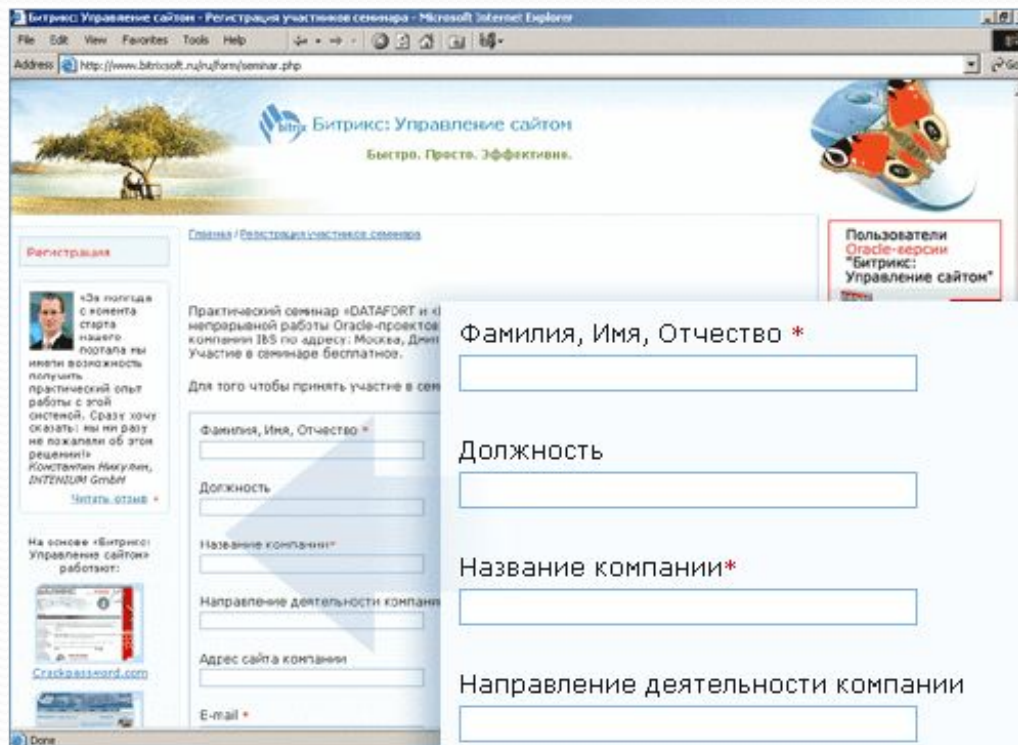 Битрикс: Управление сайтом - Регистрация участников семинара - Microsoft Internet Explorer
File Edit View Favorites Tools Help
Address http://www.bitrixsoft.ru/ru/form/seminar.php Go
bitrix Битрикс: Управление сайтом
Быстро. Просто. Эффективно.
Главная / Регистрация участников семинара
Регистрация
«За полгода
с момента
старта
нашего
портала мы
имели возможность
получить
практический опыт
работы с этой
системой. Сразу хочу
сказать: мы ни разу
не пожалели об этом
решении!»
Константин Никулин,
INTENIUM GmbH
Читать отзыв
На основе «Битрикс:
Управление сайтом»
работают:
Crackpassword.com
Практический семинар «DATAFORT и «
непрарывной работы Oracle-проектов
компании IBS по адресу: Москва, Дмит
Участие в семинаре бесплатное.
Для того чтобы принять участие в сем
Фамилия, Имя, Отчество *
Должность
Название компании*
Направление деятельности компани
Адрес сайта компании
E-mail *
Пользователи
Oracle-версии
"Битрикс:
Управление сайтом"
Фамилия, Имя, Отчество *
Должность
Название компании*
Направление деятельности компании
Done